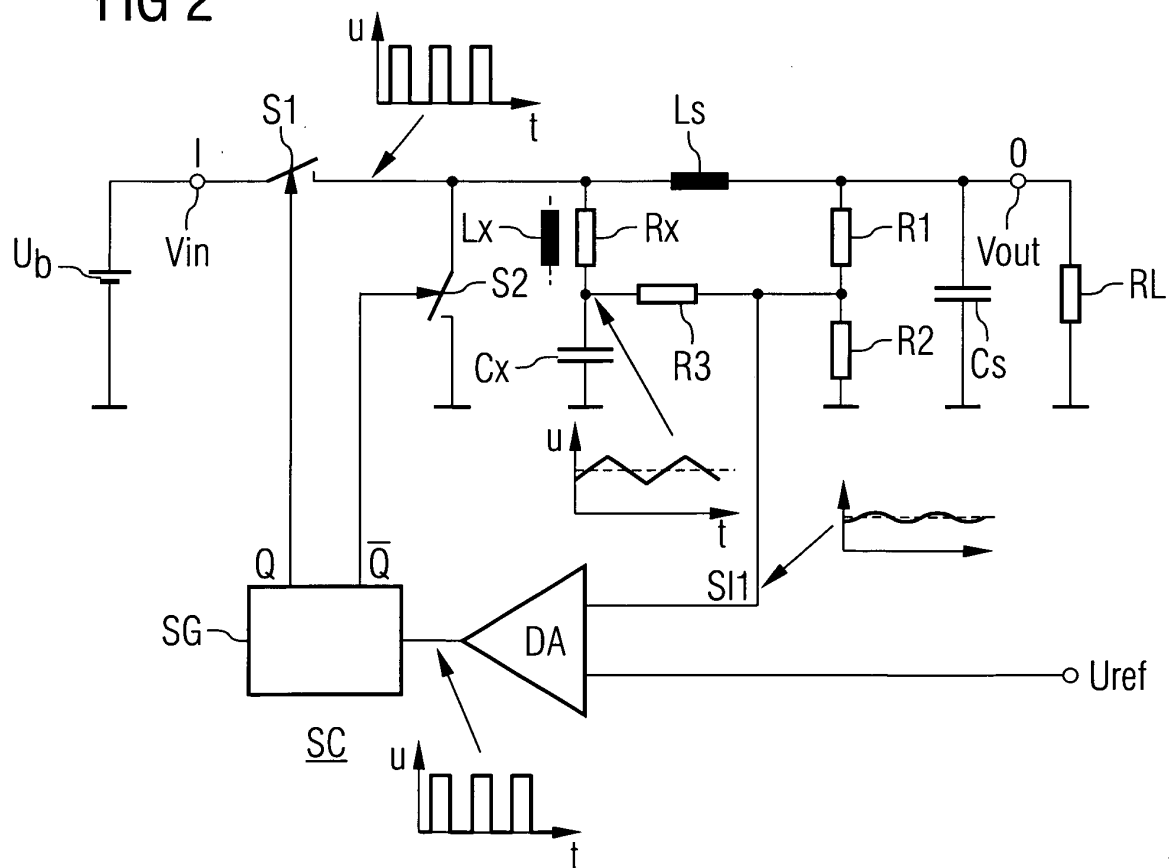 FIG 2
u
t
S1
I
Vin
Ub
Ls
O
Vout
Lx
Rx
R1
S2
RL
R3
R2
Cx
Cs
u
t
Q
Q̅
SI1
SG
DA
Uref
SC
u
t